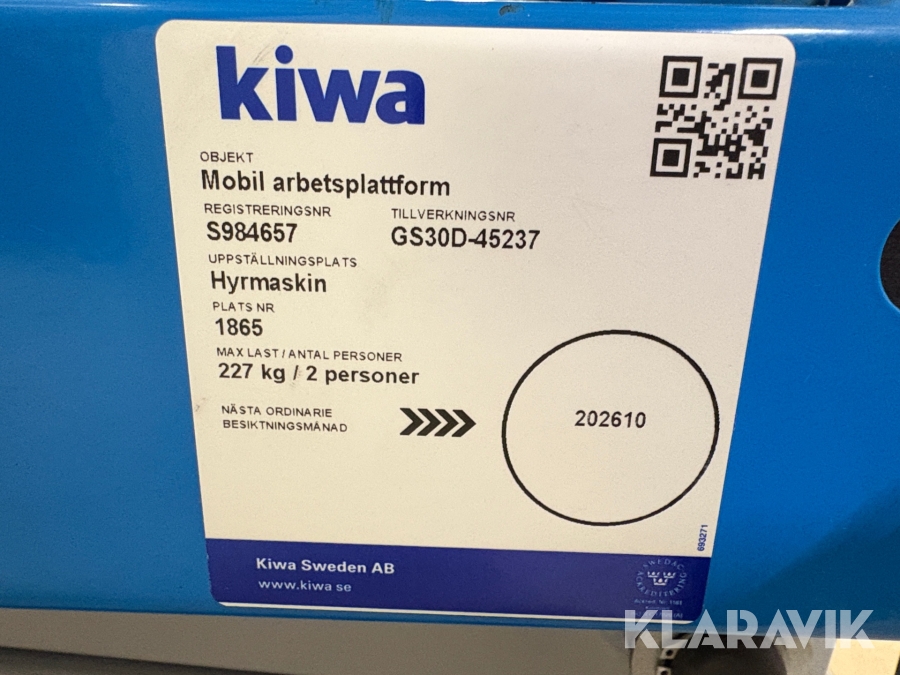 kiwa
OBJEKT
Mobil arbetsplattform
REGISTRERINGSNR
TILLVERKNINGSNR
S984657
GS30D-45237
UPPSTÄLLNINGSPLATS
Hyrmaskin
PLATS NR
1865
MAX LAST / ANTAL PERSONER
227 kg / 2 personer
NÄSTA ORDINARIE
BESIKTNINGSMÅNAD
202610
693271
Kiwa Sweden AB
www.kiwa.se
SWEDAC
ACKREDITERING
KLARAVIK